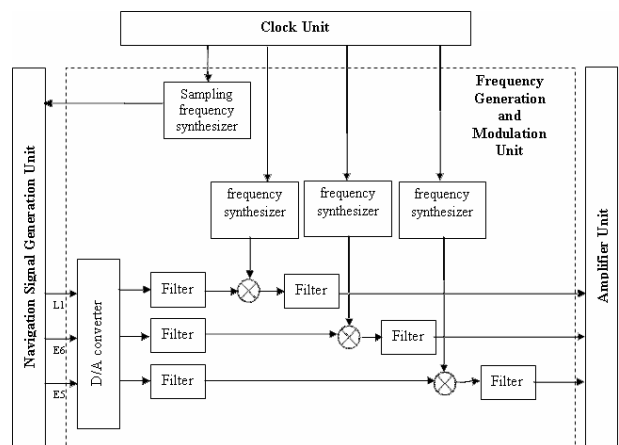 Clock Unit
Sampling
frequency
synthesizer
Frequency
Generation
and
Modulation
Unit
frequency
synthesizer
frequency
synthesizer
frequency
synthesizer
Navigation Signal Generation Unit
Amplifier Unit
D/A converter
L1
Filter
Filter
E6
Filter
Filter
E5
Filter
Filter